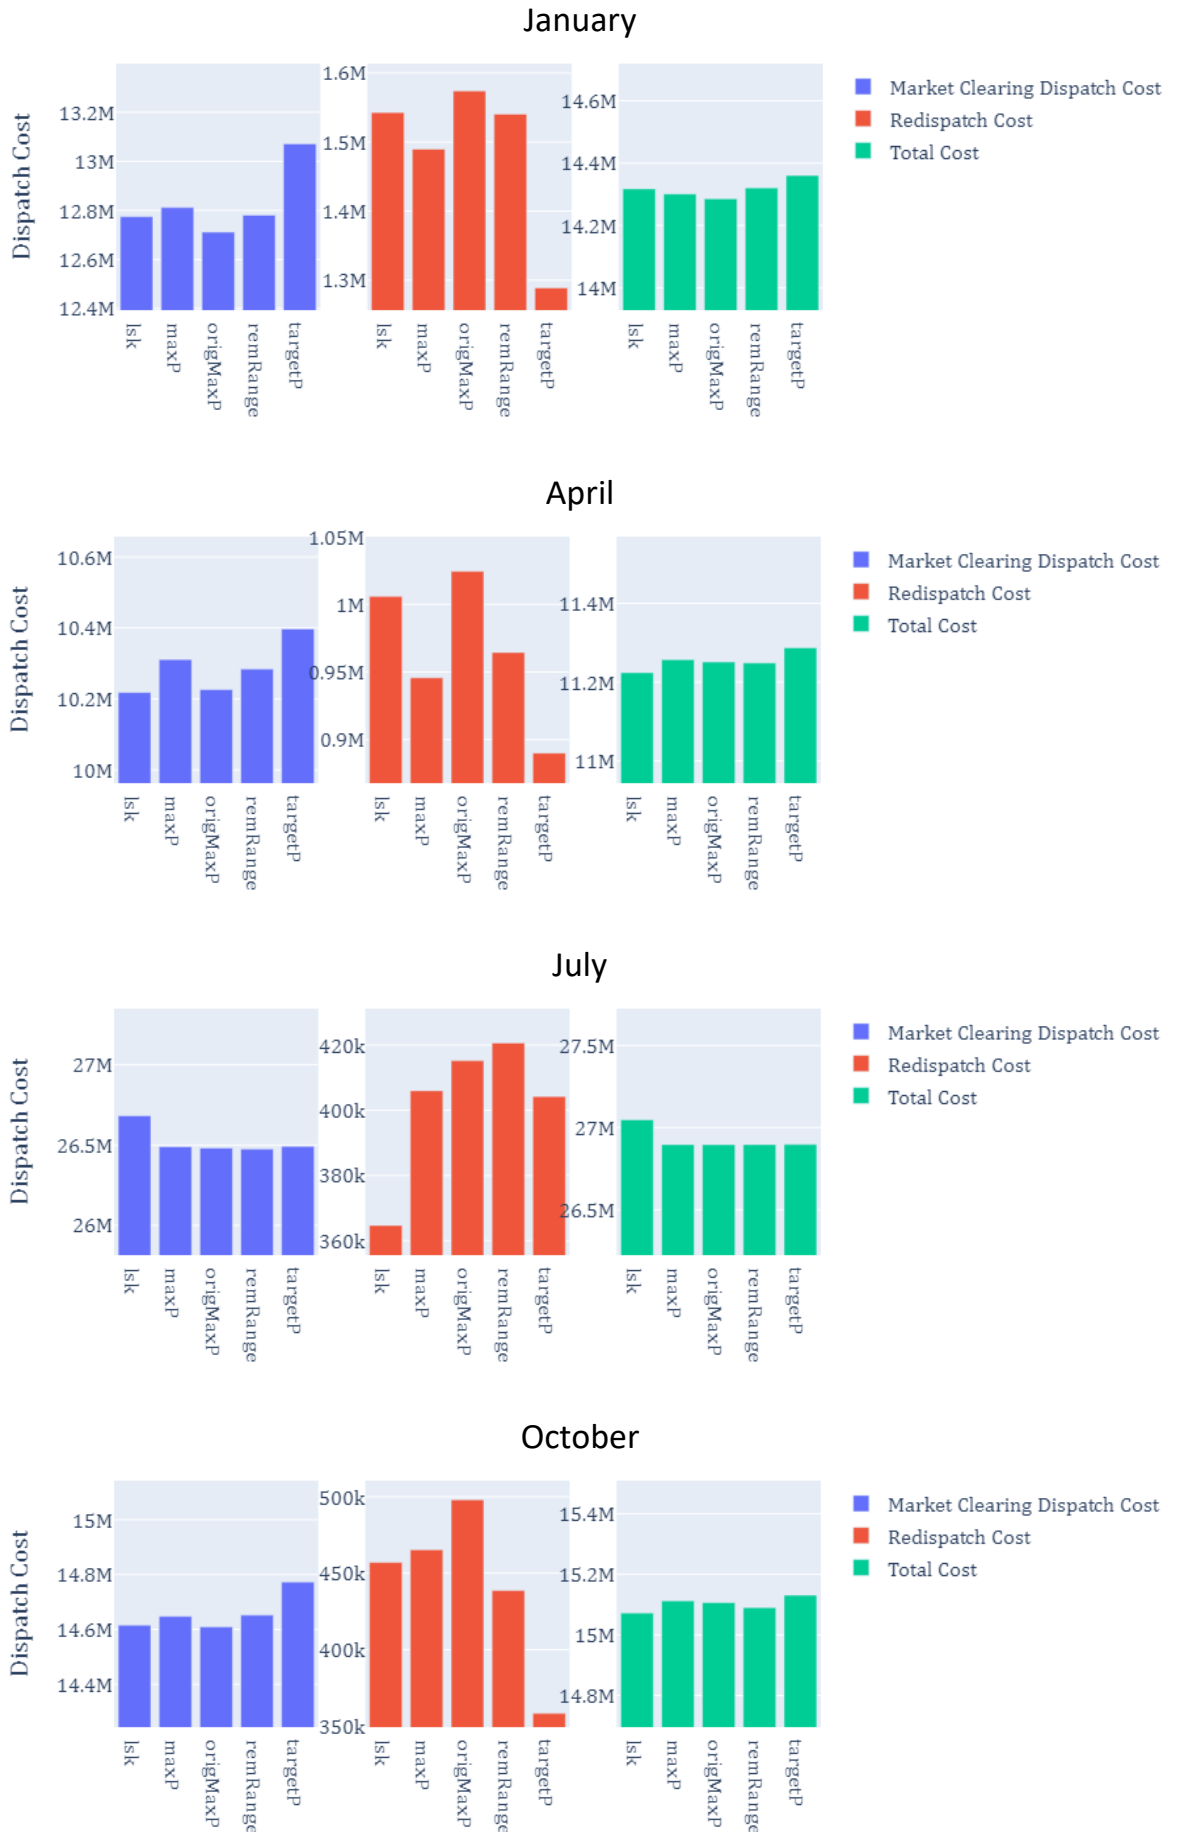 January
Dispatch Cost
13.2M
13M
12.8M
12.6M
12.4M
lsk
maxP
origMaxP
remRange
targetP
1.6M
1.5M
1.4M
1.3M
lsk
maxP
origMaxP
remRange
targetP
14.6M
14.4M
14.2M
14M
lsk
maxP
origMaxP
remRange
targetP
Market Clearing Dispatch Cost
Redispatch Cost
Total Cost
April
Dispatch Cost
10.6M
10.4M
10.2M
10M
lsk
maxP
origMaxP
remRange
targetP
1.05M
1M
0.95M
0.9M
lsk
maxP
origMaxP
remRange
targetP
11.4M
11.2M
11M
lsk
maxP
origMaxP
remRange
targetP
Market Clearing Dispatch Cost
Redispatch Cost
Total Cost
July
Dispatch Cost
27M
26.5M
26M
lsk
maxP
origMaxP
remRange
targetP
420k
400k
380k
360k
lsk
maxP
origMaxP
remRange
targetP
27.5M
27M
26.5M
lsk
maxP
origMaxP
remRange
targetP
Market Clearing Dispatch Cost
Redispatch Cost
Total Cost
October
Dispatch Cost
15M
14.8M
14.6M
14.4M
lsk
maxP
origMaxP
remRange
targetP
500k
450k
400k
350k
lsk
maxP
origMaxP
remRange
targetP
15.4M
15.2M
15M
14.8M
lsk
maxP
origMaxP
remRange
targetP
Market Clearing Dispatch Cost
Redispatch Cost
Total Cost